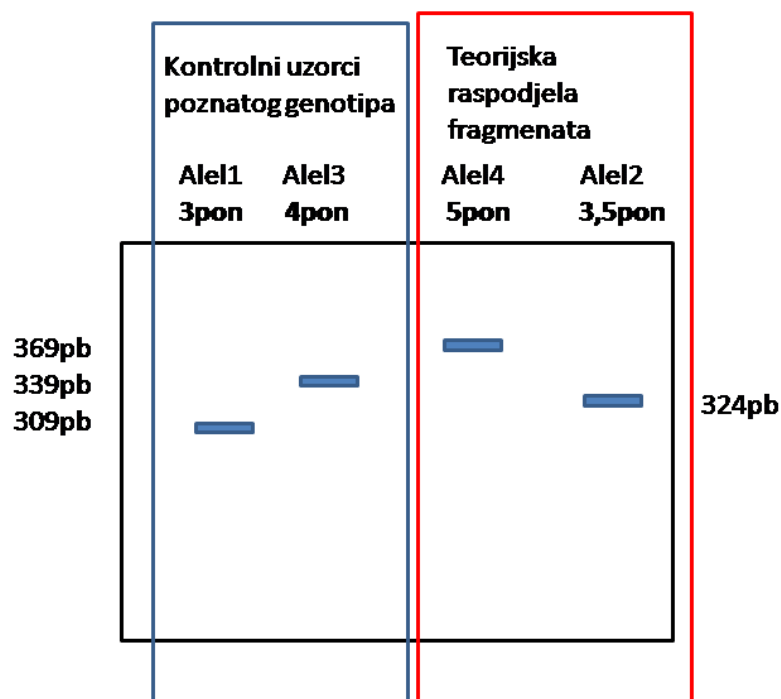 Kontrolni uzorci
poznatog genotipa
Teorijska
raspodjela
fragmenata
Alel1
3pon
Alel3
4pon
Alel4
5pon
Alel2
3,5pon
369pb
339pb
309pb
324pb